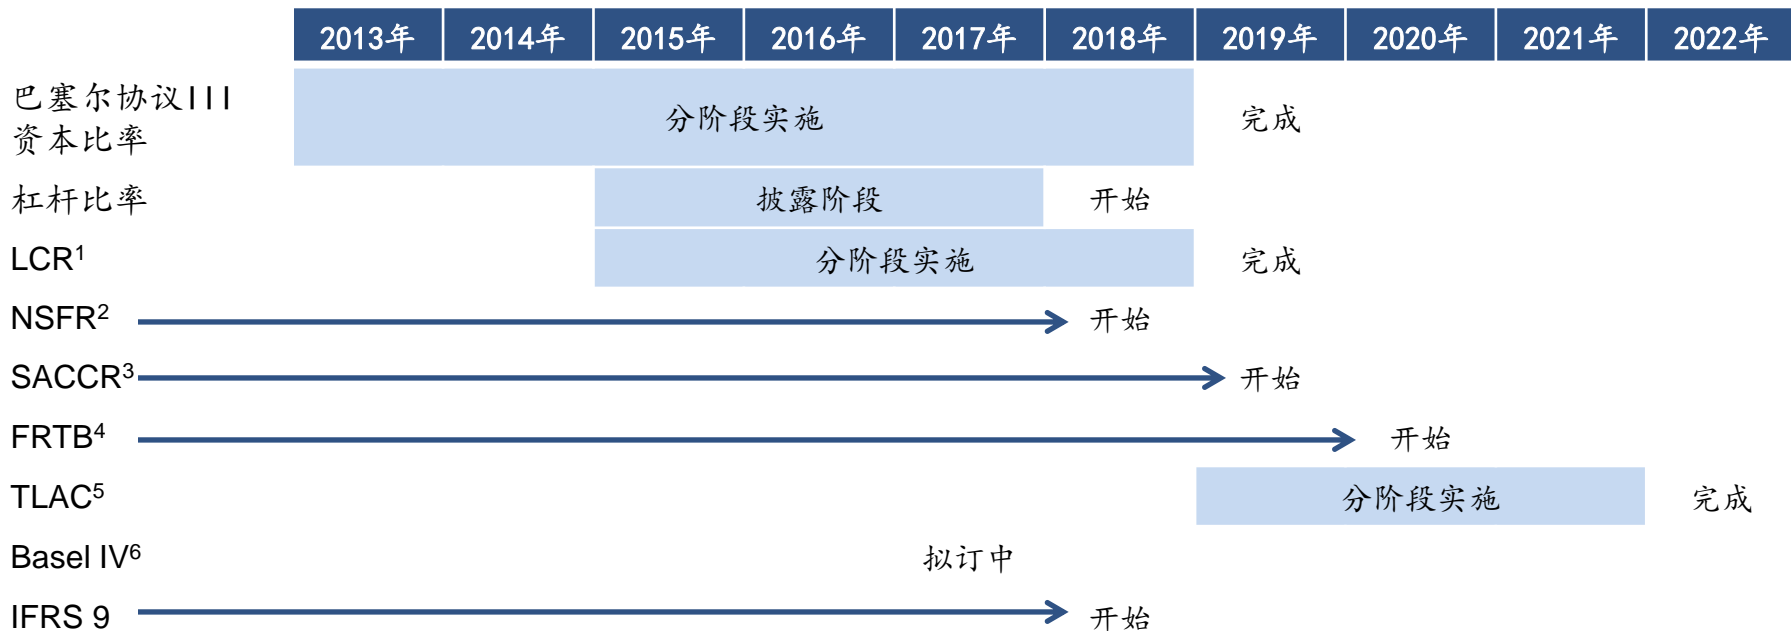 2013年 2014年 2015年 2016年 2017年 2018年 2019年 2020年 2021年 2022年
巴塞尔协议III
资本比率 分阶段实施 完成
杠杆比率 披露阶段 开始
LCR1 分阶段实施 完成
NSFR2 开始
SACCR3 开始
FRTB4 开始
TLAC5 分阶段实施 完成
Basel IV6 拟订中
IFRS 9 开始